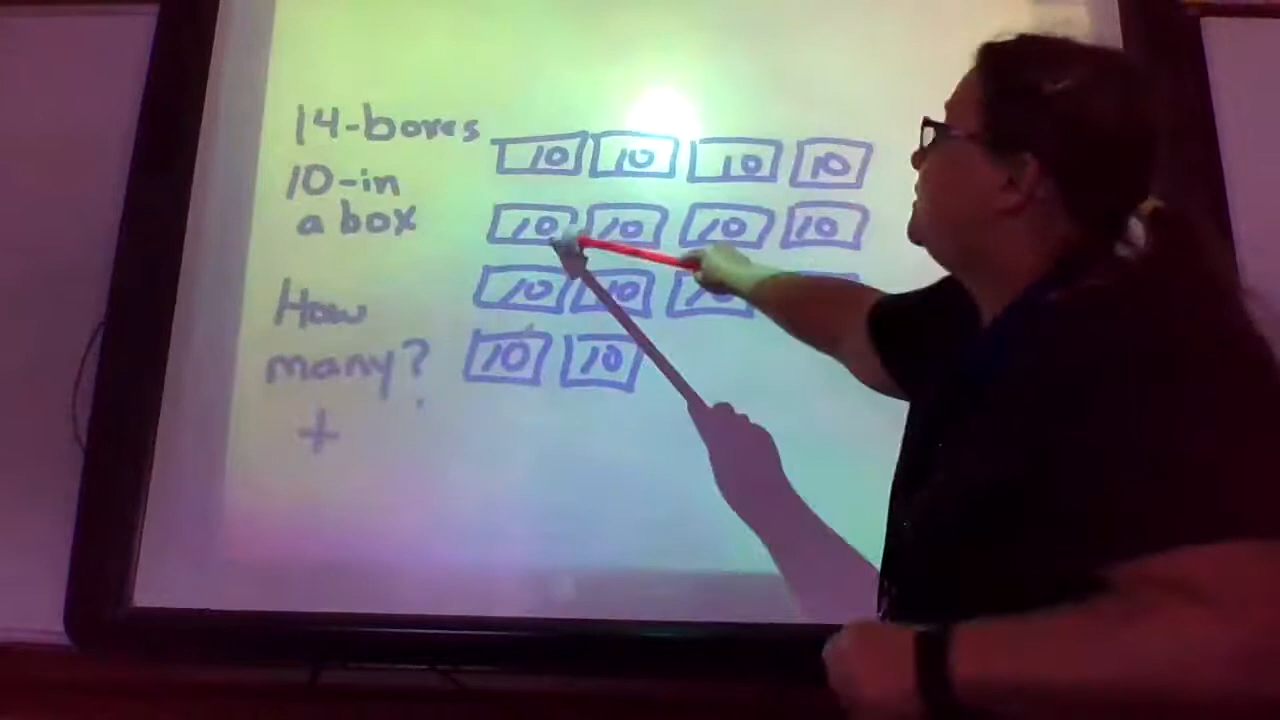 14-boxes
10-in
a box
How
many?
+
10 10 10 10
10 10 10 10
10 10 10
10 10